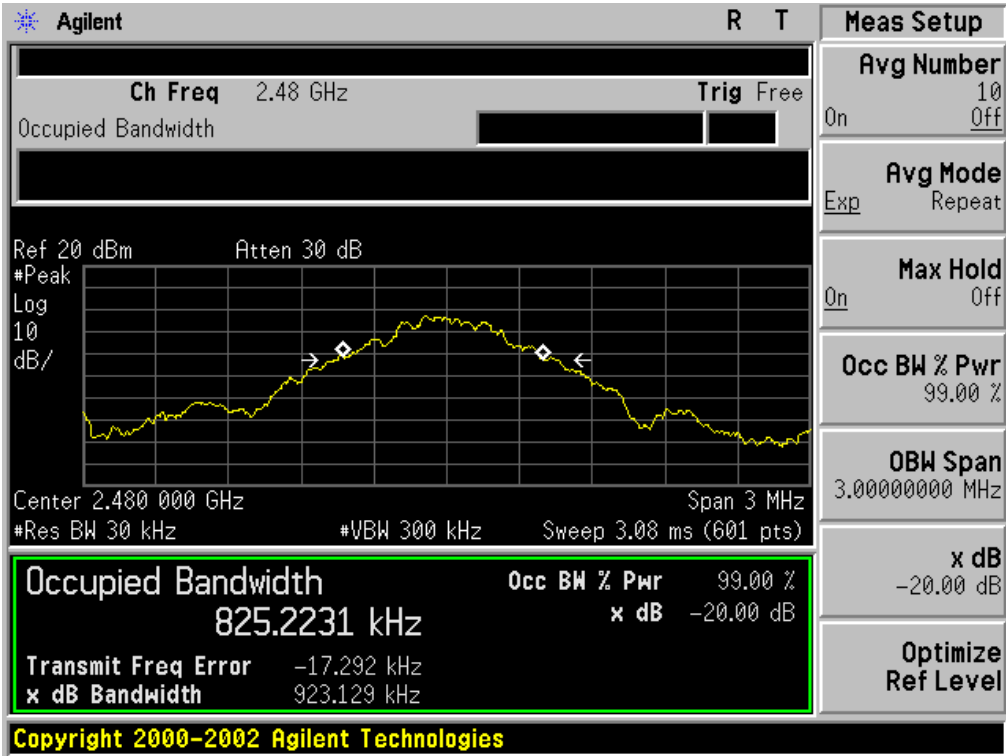 Agilent R T Meas Setup
Ch Freq 2.48 GHz Trig Free
Occupied Bandwidth
Avg Number
10
On Off
Avg Mode
Exp Repeat
Max Hold
On Off
Occ BW % Pwr
99.00 %
OBW Span
3.00000000 MHz
x dB
-20.00 dB
Optimize
Ref Level
Ref 20 dBm Atten 30 dB
#Peak
Log
10
dB/
Center 2.480 000 GHz Span 3 MHz
#Res BW 30 kHz #VBW 300 kHz Sweep 3.08 ms (601 pts)
Occupied Bandwidth Occ BW % Pwr 99.00 %
825.2231 kHz x dB -20.00 dB
Transmit Freq Error -17.292 kHz
x dB Bandwidth 923.129 kHz
Copyright 2000-2002 Agilent Technologies